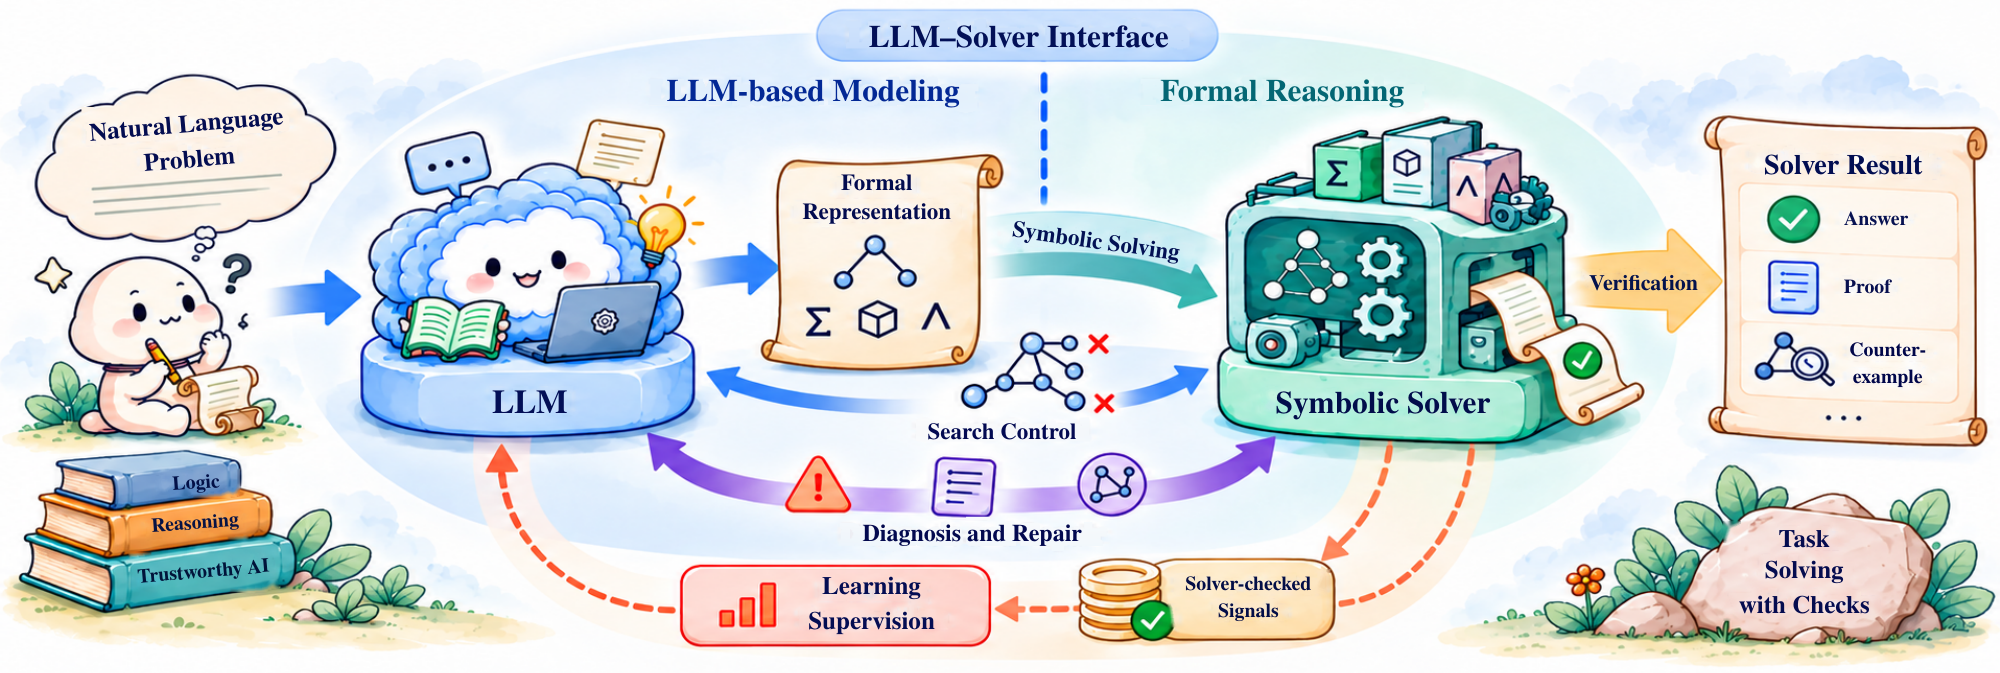 LLM–Solver Interface
LLM-based Modeling
Formal Reasoning
Natural Language
Problem
?
Formal
Representation
Σ
Λ
Symbolic Solving
Σ
Λ
Λ
Verification
Solver Result
Answer
Proof
Counter-
example
...
LLM
Symbolic Solver
Search Control
Diagnosis and Repair
Logic
Reasoning
Trustworthy AI
Learning
Supervision
Solver-checked
Signals
Task
Solving
with Checks